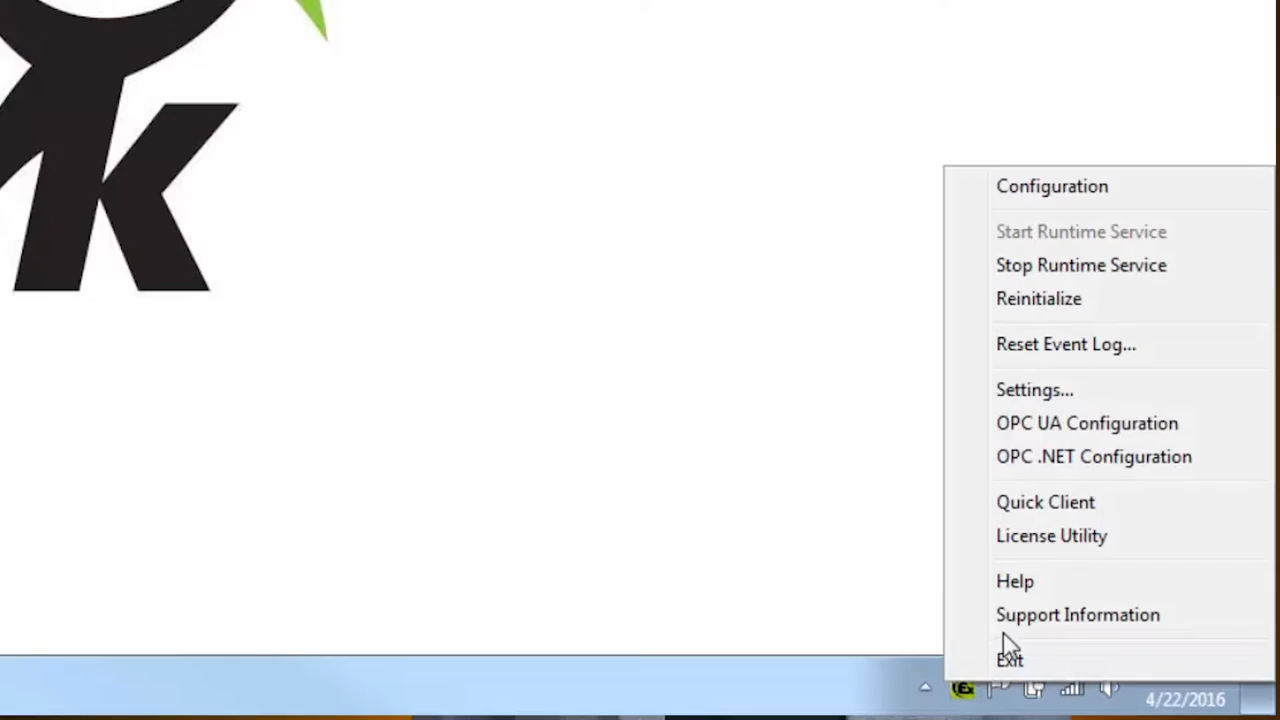 k
Configuration
Start Runtime Service
Stop Runtime Service
Reinitialize
Reset Event Log...
Settings...
OPC UA Configuration
OPC .NET Configuration
Quick Client
License Utility
Help
Support Information
Exit
4/22/2016